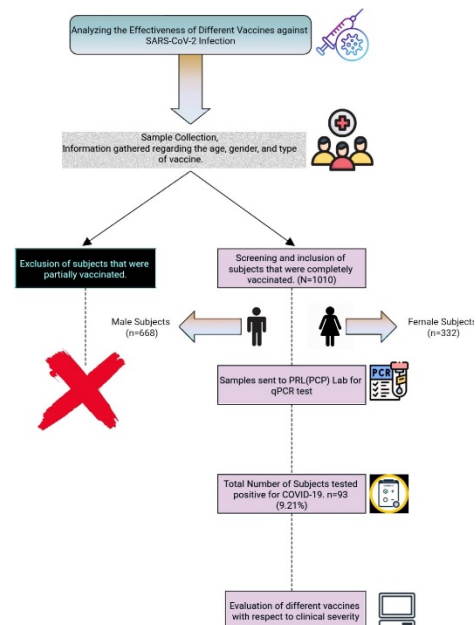 Analyzing the Effectiveness of Different Vaccines against
SARS-CoV-2 Infection
Sample Collection,
Information gathered regarding the age, gender, and type
of vaccine.
Exclusion of subjects that were
partially vaccinated.
Screening and inclusion of
subjects that were completely
vaccinated. (N=1010)
Male Subjects
(n=668)
Female Subjects
(n=332)
Samples sent to PRL(PCP) Lab for
qPCR test
PCR
Total Number of Subjects tested
positive for COVID-19. n=93
(9.21%)
Evaluation of different vaccines
with respect to clinical severity